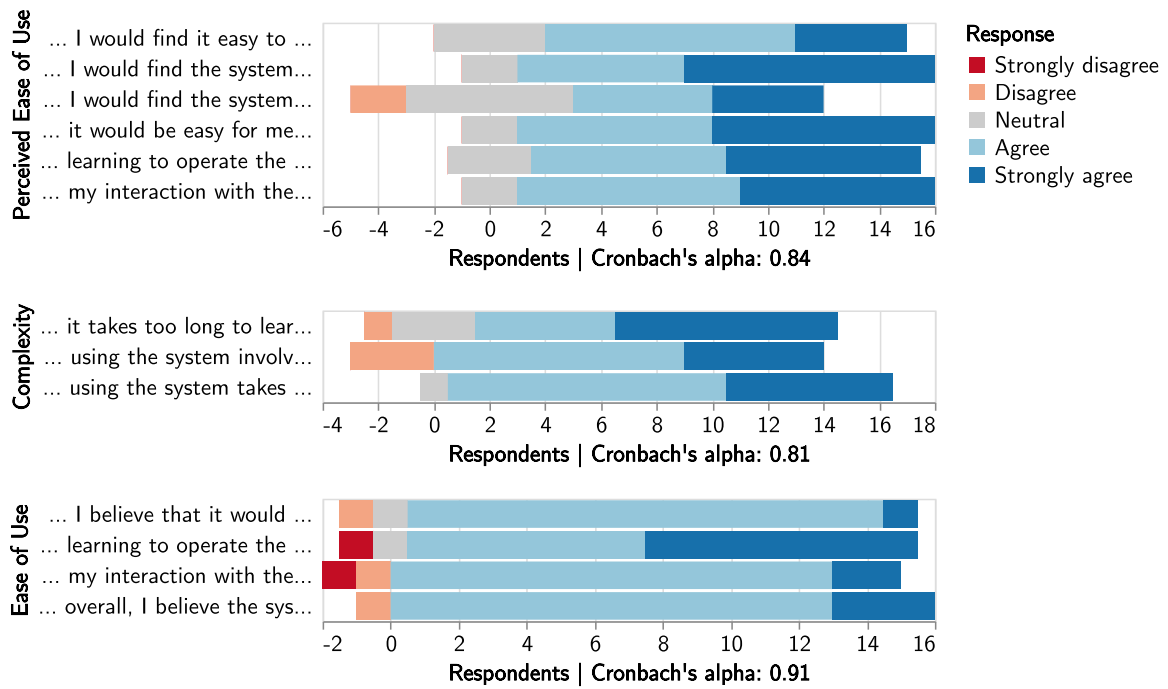 Perceived Ease of Use
... I would find it easy to ...
... I would find the system...
... I would find the system...
... it would be easy for me...
... learning to operate the ...
... my interaction with the...
-6 -4 -2 0 2 4 6 8 10 12 14 16
Respondents | Cronbach's alpha: 0.84
Response
Strongly disagree
Disagree
Neutral
Agree
Strongly agree
Complexity
... it takes too long to lear...
... using the system involv...
... using the system takes ...
-4 -2 0 2 4 6 8 10 12 14 16 18
Respondents | Cronbach's alpha: 0.81
Ease of Use
... I believe that it would ...
... learning to operate the ...
... my interaction with the...
... overall, I believe the sys...
-2 0 2 4 6 8 10 12 14 16
Respondents | Cronbach's alpha: 0.91